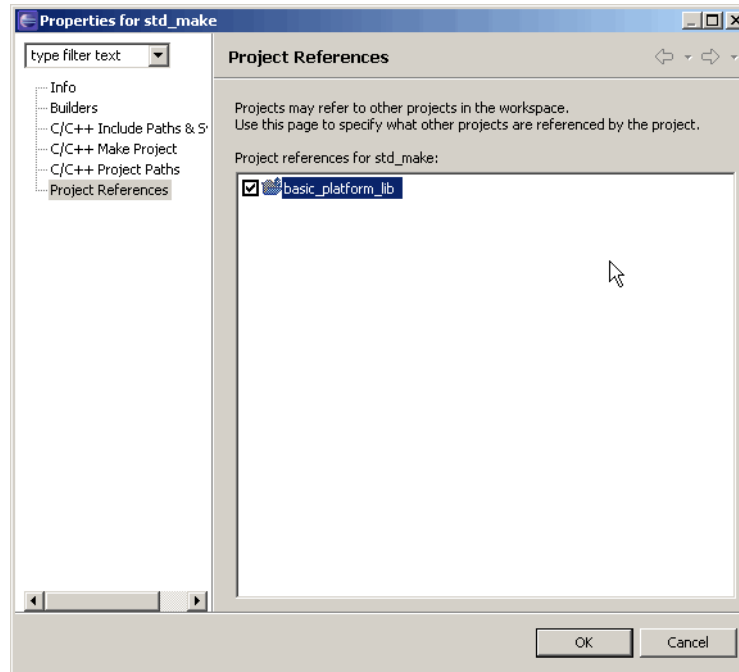 Properties for std_make
type filter text
Info
Builders
C/C++ Include Paths & S
C/C++ Make Project
C/C++ Project Paths
Project References
Project References
Projects may refer to other projects in the workspace.
Use this page to specify what other projects are referenced by the project.
Project references for std_make:
basic_platform_lib
OK
Cancel